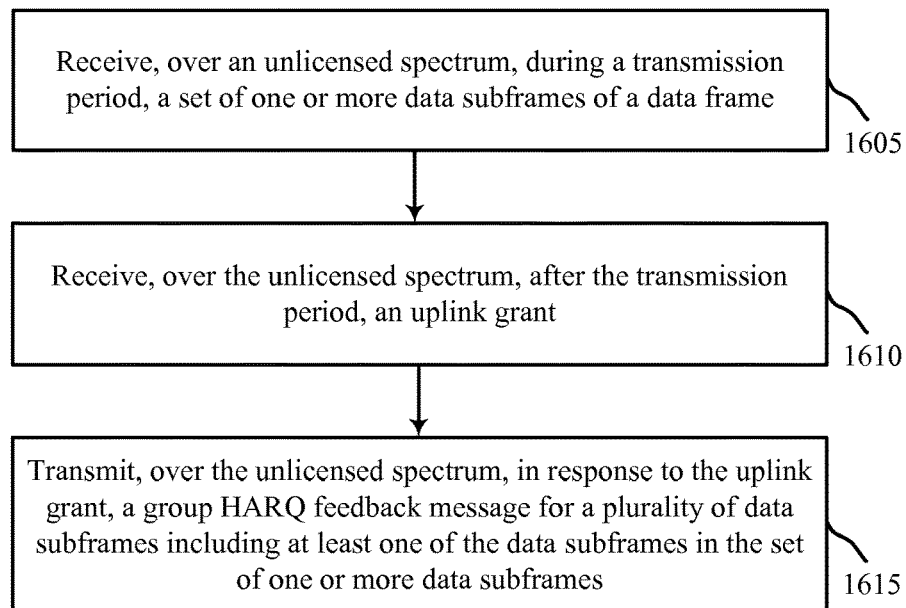 Receive, over an unlicensed spectrum, during a transmission
period, a set of one or more data subframes of a data frame
1605
Receive, over the unlicensed spectrum, after the transmission
period, an uplink grant
1610
Transmit, over the unlicensed spectrum, in response to the uplink
grant, a group HARQ feedback message for a plurality of data
subframes including at least one of the data subframes in the set
of one or more data subframes
1615